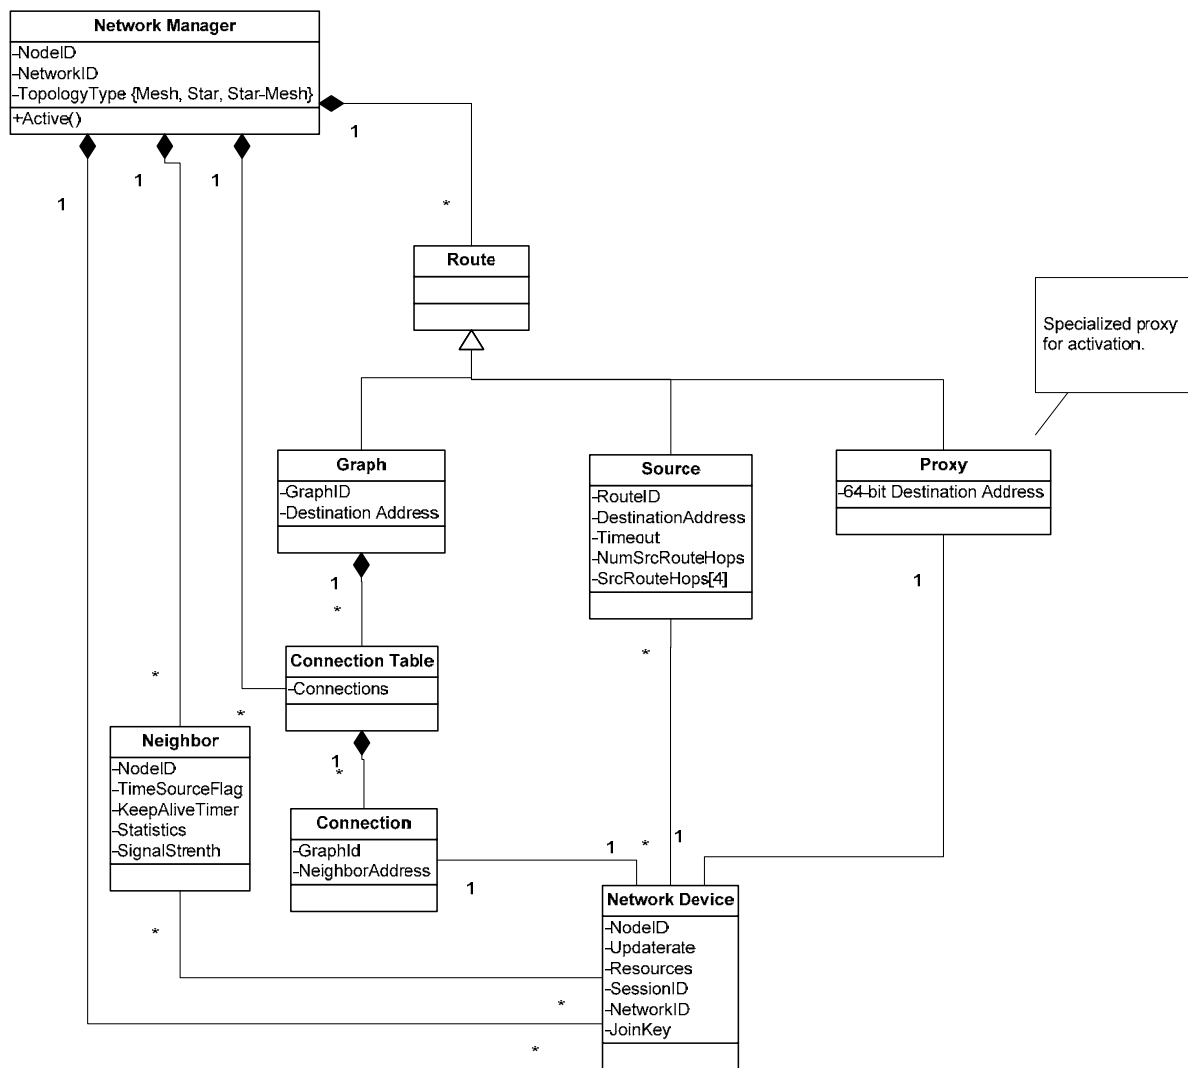 Network Manager
-NodeID
-NetworkID
-TopologyType {Mesh, Star, Star-Mesh}
+Active()
1
1
1
1
*
Route
Specialized proxy
for activation.
Graph
-GraphID
-Destination Address
Source
-RouteID
-DestinationAddress
-Timeout
-NumSrcRouteHops
-SrcRouteHops[4]
Proxy
-64-bit Destination Address
1
*
1
*
Connection Table
-Connections
*
*
Neighbor
-NodeID
-TimeSourceFlag
-KeepAliveTimer
-Statistics
-SignalStrenth
1
*
Connection
-GraphId
-NeighborAddress
1
1
*
1
Network Device
-NodeID
-Updaterate
-Resources
-SessionID
-NetworkID
-JoinKey
*
*
*